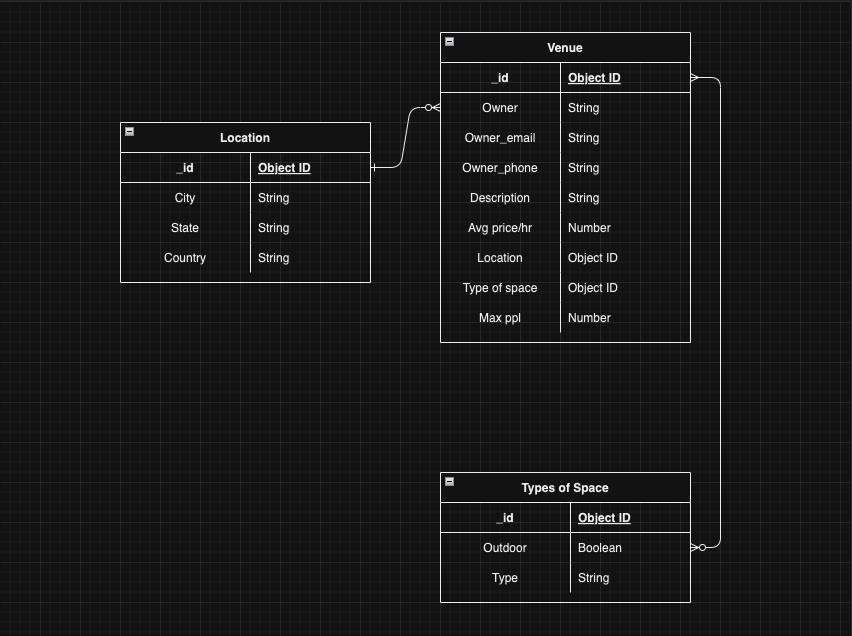 Venue
_id Object ID
Owner String
Owner_email String
Owner_phone String
Description String
Avg price/hr Number
Location Object ID
Type of space Object ID
Max ppl Number
Location
_id Object ID
City String
State String
Country String
Types of Space
_id Object ID
Outdoor Boolean
Type String